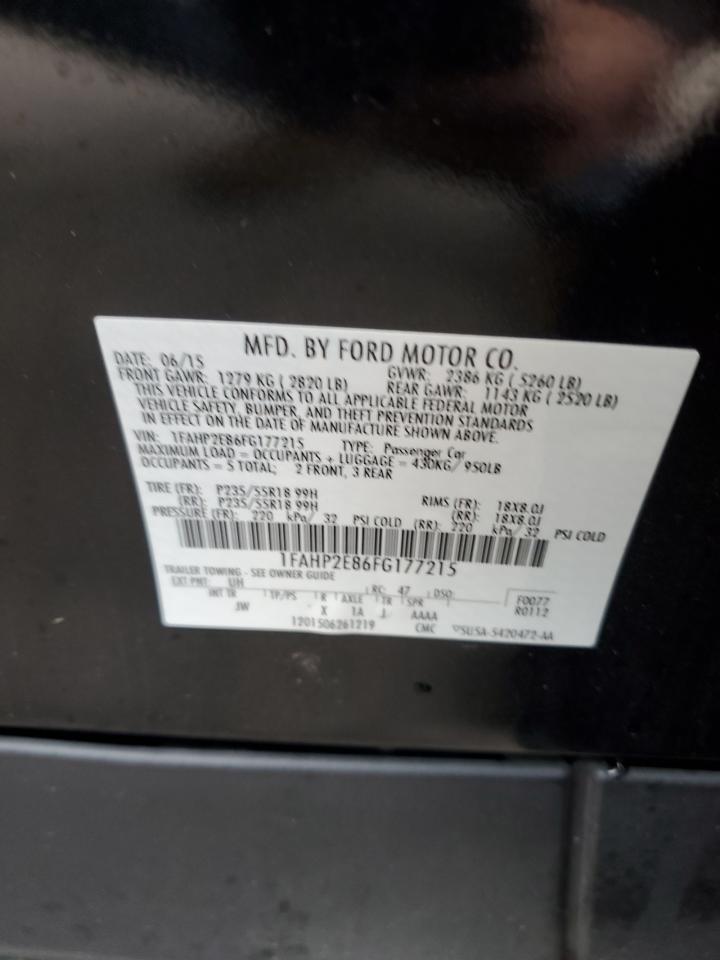 MFD. BY FORD MOTOR CO.
DATE: 06/15 GVWR: 2386 KG ( 5260 LB)
FRONT GAWR: 1279 KG ( 2820 LB) REAR GAWR: 1143 KG ( 2520 LB)
THIS VEHICLE CONFORMS TO ALL APPLICABLE FEDERAL MOTOR
VEHICLE SAFETY, BUMPER, AND THEFT PREVENTION STANDARDS
IN EFFECT ON THE DATE OF MANUFACTURE SHOWN ABOVE.
VIN: 1FAHP2E86FG177215 TYPE: Passenger Car
MAXIMUM LOAD = OCCUPANTS + LUGGAGE = 430KG/ 950LB
OCCUPANTS = 5 TOTAL; 2 FRONT, 3 REAR
TIRE (FR): P235/55R18 99H RIMS (FR): 18X8.0J
(RR): P235/55R18 99H (RR): 18X8.0J
PRESSURE (FR): 220 kPa/ 32 PSI COLD (RR): 220 kPa/ 32 PSI COLD
1FAHP2E86FG177215
TRAILER TOWING - SEE OWNER GUIDE
EXT PNT: UH RC: 47 DSO: F0077
INT TR TP/PS R AXLE TR SPR R0112
JW X 1A J AAAA
1201506261219 CMC 5U5A-5420472-AA